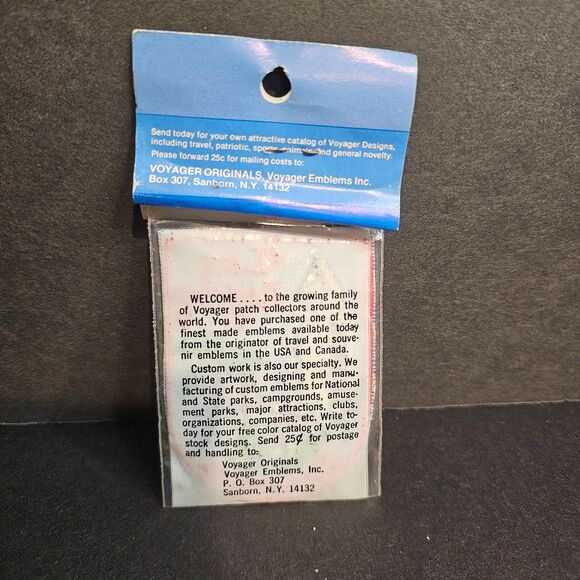 Send today for your own attractive catalog of Voyager Designs,
including travel, patriotic, sports, animals and general novelty.
Please forward 25c for mailing costs to:
VOYAGER ORIGINALS, Voyager Emblems Inc.
Box 307, Sanborn, N.Y. 14132
WELCOME . . . . to the growing family
of Voyager patch collectors around the
world. You have purchased one of the
finest made emblems available today
from the originator of travel and souve-
nir emblems in the USA and Canada.
Custom work is also our specialty. We
provide artwork, designing and manu-
facturing of custom emblems for National
and State parks, campgrounds, amuse-
ment parks, major attractions, clubs,
organizations, companies, etc. Write to-
day for your free color catalog of Voyager
stock designs. Send 25¢ for postage
and handling to:
Voyager Originals
Voyager Emblems, Inc.
P. O. Box 307
Sanborn, N.Y. 14132